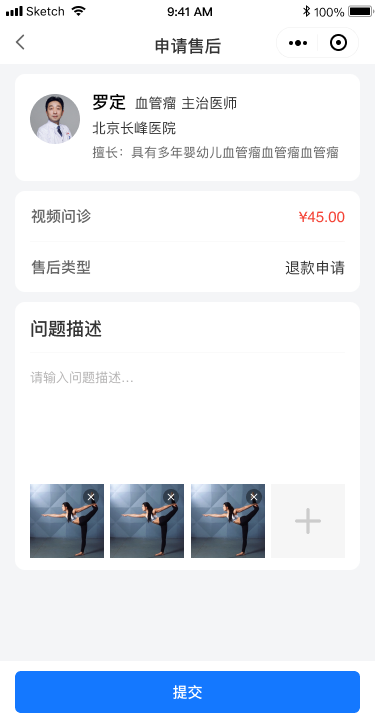 Sketch 9:41 AM 100%
申请售后
罗定 血管瘤 主治医师
北京长峰医院
擅长：具有多年婴幼儿血管瘤血管瘤血管瘤
视频问诊 ¥45.00
售后类型 退款申请
问题描述
请输入问题描述...
提交